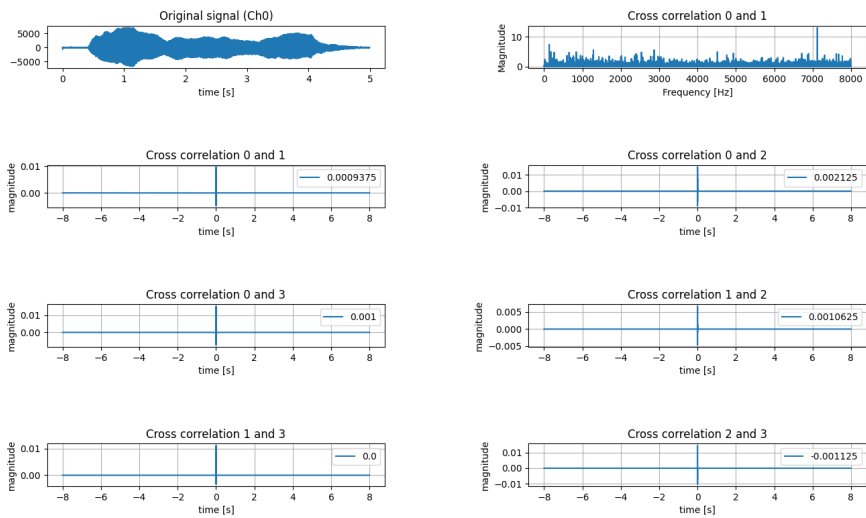 Original signal (Ch0)
5000
0
−5000
0 1 2 3 4 5
time [s]
Cross correlation 0 and 1
Magnitude
10
0
0 1000 2000 3000 4000 5000 6000 7000 8000
Frequency [Hz]
Cross correlation 0 and 1
magnitude
0.01
0.00
0.0009375
−8 −6 −4 −2 0 2 4 6 8
time [s]
Cross correlation 0 and 2
magnitude
0.01
0.00
−0.01
0.002125
−8 −6 −4 −2 0 2 4 6 8
time [s]
Cross correlation 0 and 3
magnitude
0.01
0.00
0.001
−8 −6 −4 −2 0 2 4 6 8
time [s]
Cross correlation 1 and 2
magnitude
0.005
0.000
−0.005
0.0010625
−8 −6 −4 −2 0 2 4 6 8
time [s]
Cross correlation 1 and 3
magnitude
0.01
0.00
0.0
−8 −6 −4 −2 0 2 4 6 8
time [s]
Cross correlation 2 and 3
magnitude
0.01
0.00
−0.01
-0.001125
−8 −6 −4 −2 0 2 4 6 8
time [s]